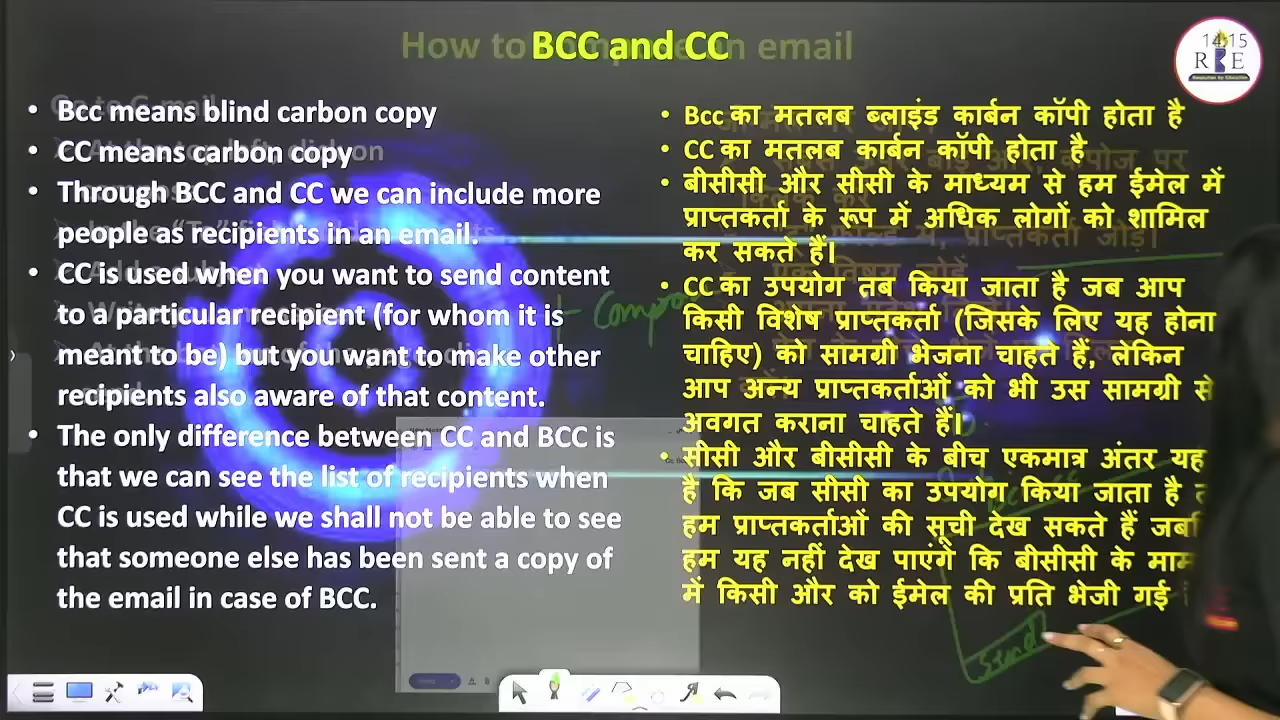 BCC and CC
14:15
R E
• Bcc means blind carbon copy
• CC means carbon copy
• Through BCC and CC we can include more
people as recipients in an email.
• CC is used when you want to send content
to a particular recipient (for whom it is
meant to be) but you want to make other
recipients also aware of that content.
• The only difference between CC and BCC is
that we can see the list of recipients when
CC is used while we shall not be able to see
that someone else has been sent a copy of
the email in case of BCC.
• Bcc का मतलब ब्लाइंड कार्बन कॉपी होता है
• CC का मतलब कार्बन कॉपी होता है
• बीसीसी और सीसी के माध्यम से हम ईमेल में
प्राप्तकर्ता के रूप में अधिक लोगों को शामिल
कर सकते हैं।
• CC का उपयोग तब किया जाता है जब आप
किसी विशेष प्राप्तकर्ता (जिसके लिए यह होना
चाहिए) को सामग्री भेजना चाहते हैं, लेकिन
आप अन्य प्राप्तकर्ताओं को भी उस सामग्री से
अवगत कराना चाहते हैं।
• सीसी और बीसीसी के बीच एकमात्र अंतर यह
है कि जब सीसी का उपयोग किया जाता है
हम प्राप्तकर्ताओं की सूची देख सकते हैं
हम यह नहीं देख पाएंगे कि बीसीसी के
में किसी और को ईमेल की प्रति भेजी गई
How to an email
Send